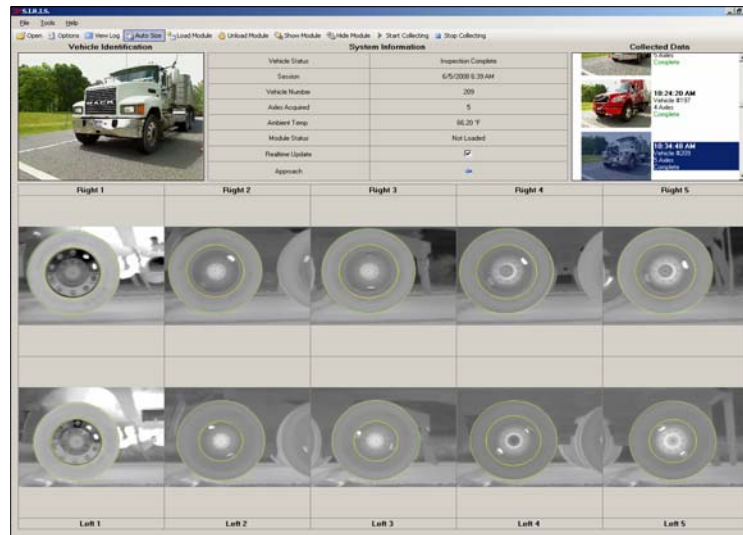 S.I.R.I.S.
File Tools Help
Open Options View Log Auto Size Load Module Unload Module Show Module Hide Module Start Collecting Stop Collecting
Vehicle Identification
System Information
Collected Data
MACK
Vehicle Status Inspection Complete
Session 6/5/2008 6:39 AM
Vehicle Number 209
Axles Acquired 5
Ambient Temp 66.20 °F
Module Status Not Loaded
Realtime Update
Approach
5 Axles
Complete
10:24:20 AM
Vehicle #197
4 Axles
Complete
10:34:48 AM
Vehicle #209
5 Axles
Complete
Right 1 Right 2 Right 3 Right 4 Right 5
Left 1 Left 2 Left 3 Left 4 Left 5